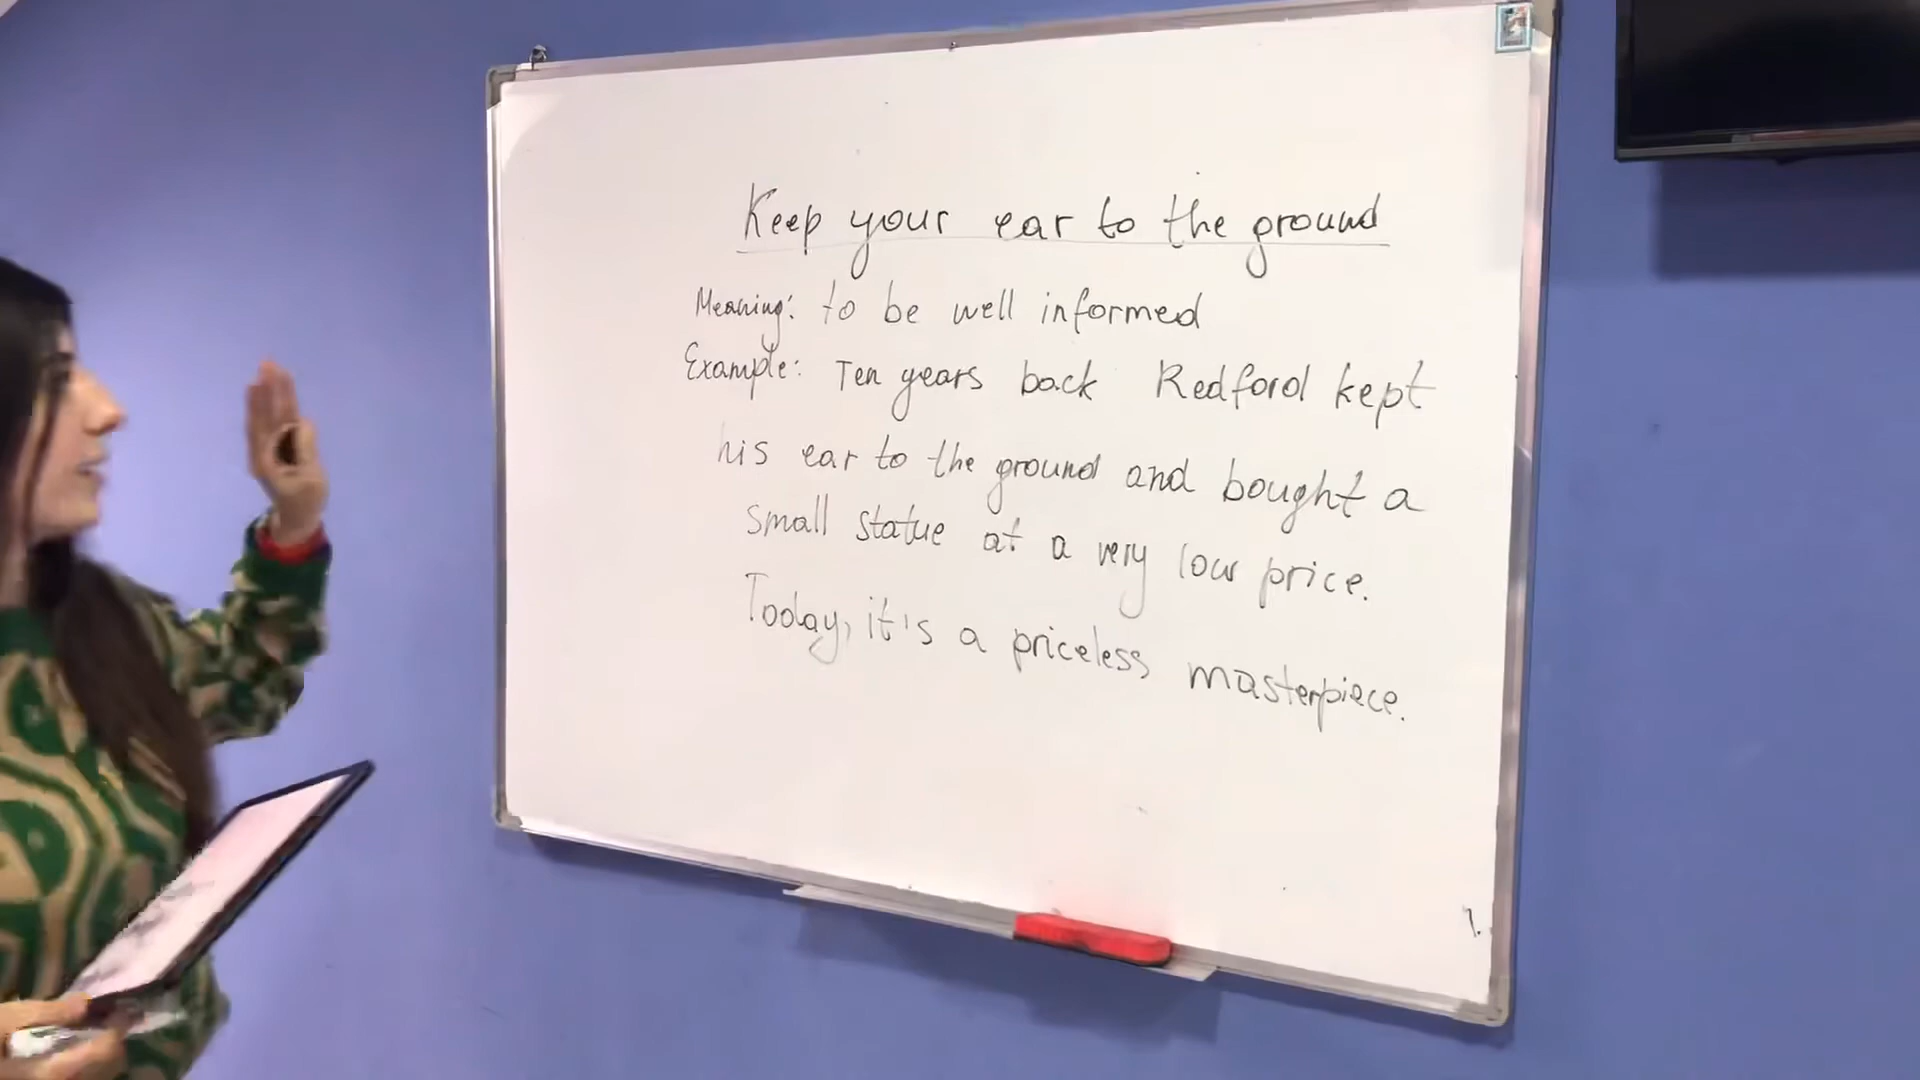 Keep your ear to the ground
Meaning: to be well informed
Example: Ten years back Redford kept
his ear to the ground and bought a
small statue at a very low price.
Today, it's a priceless masterpiece.